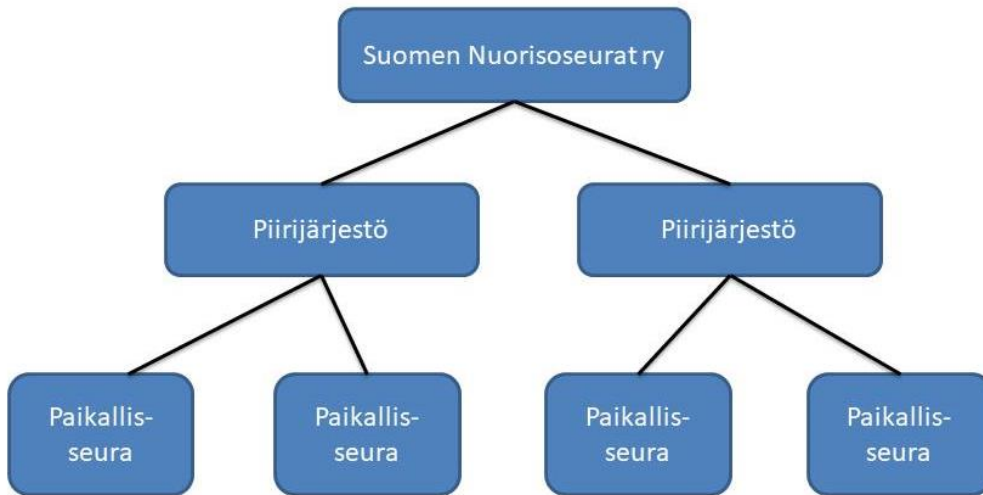 Suomen Nuorisoseurat ry
Piirijärjestö
Piirijärjestö
Paikallis-
seura
Paikallis-
seura
Paikallis-
seura
Paikallis-
seura